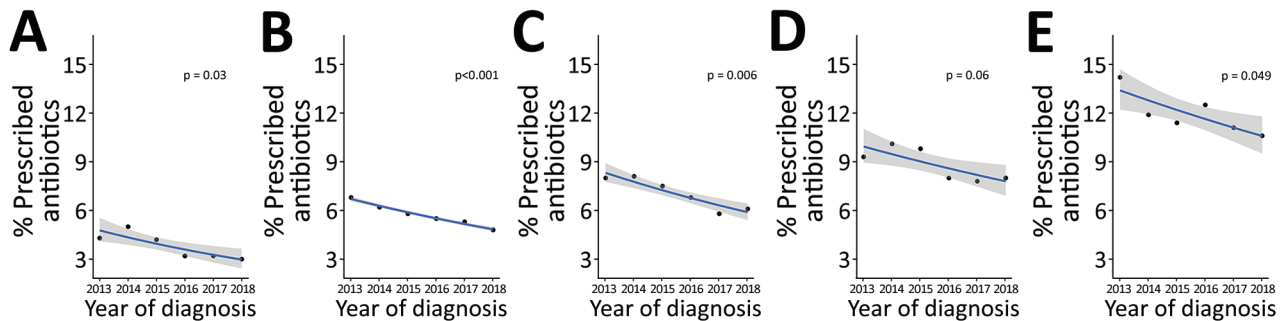 A
% Prescribed
antibiotics
15
12
9
6
3
p = 0.03
2013 2014 2015 2016 2017 2018
Year of diagnosis
B
% Prescribed
antibiotics
15
12
9
6
3
p<0.001
2013 2014 2015 2016 2017 2018
Year of diagnosis
C
% Prescribed
antibiotics
15
12
9
6
3
p = 0.006
2013 2014 2015 2016 2017 2018
Year of diagnosis
D
% Prescribed
antibiotics
15
12
9
6
3
p = 0.06
2013 2014 2015 2016 2017 2018
Year of diagnosis
E
% Prescribed
antibiotics
15
12
9
6
3
p = 0.049
2013 2014 2015 2016 2017 2018
Year of diagnosis